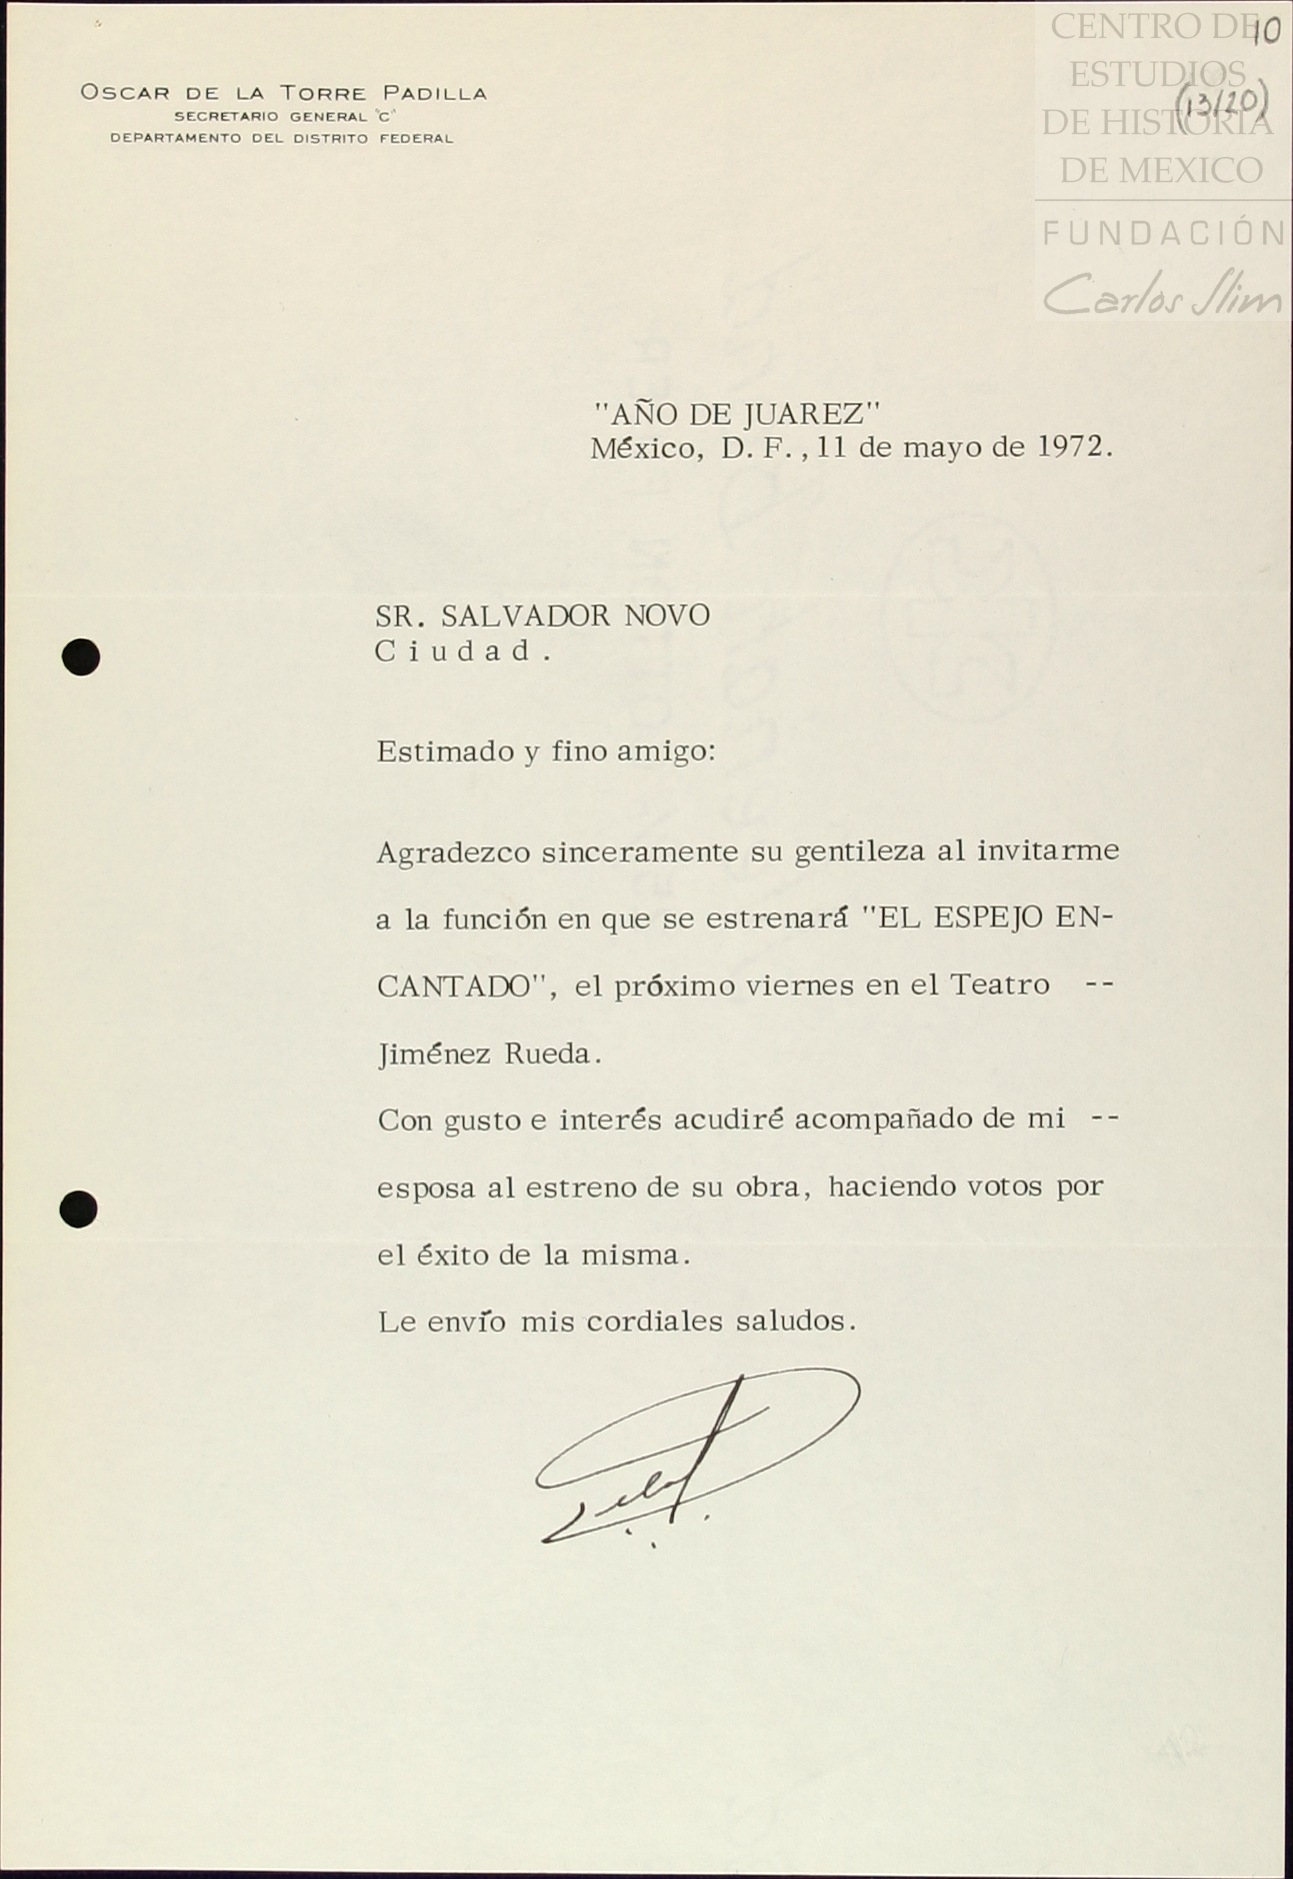 10
(13/20)
CENTRO DE
ESTUDIOS
DE HISTORIA
DE MEXICO
FUNDACIÓN
Carlos Slim
OSCAR DE LA TORRE PADILLA
SECRETARIO GENERAL "C"
DEPARTAMENTO DEL DISTRITO FEDERAL
"AÑO DE JUAREZ"
México, D. F., 11 de mayo de 1972.
SR. SALVADOR NOVO
C i u d a d .
Estimado y fino amigo:
Agradezco sinceramente su gentileza al invitarme
a la función en que se estrenará "EL ESPEJO EN-
CANTADO", el próximo viernes en el Teatro --
Jiménez Rueda.
Con gusto e interés acudiré acompañado de mi --
esposa al estreno de su obra, haciendo votos por
el éxito de la misma.
Le envío mis cordiales saludos.